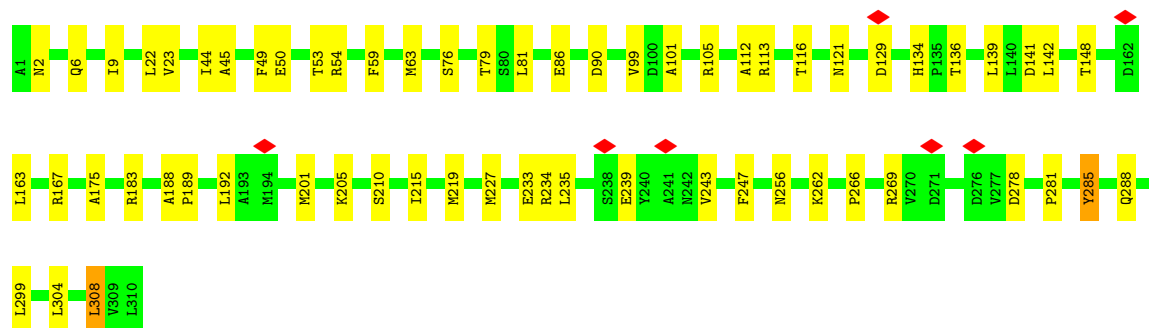 A1 N2 Q6 I9 L22 V23 I44 A45 F49 E50 T53 R54 F59 M63 S76 T79 S80 L81 E86 D90 V99 D100 A101 R105 A112 R113 T116 N121 D129 H134 P135 T136 L139 L140 D141 L142 T148 D162
L163 R167 A175 R183 A188 P189 L192 A193 M194 M201 K205 S210 I215 M219 M227 E233 R234 L235 S238 E239 Y240 A241 N242 V243 F247 N256 K262 P266 R269 V270 D271 D276 V277 D278 P281 Y285 Q288
L299 L304 L308 V309 L310